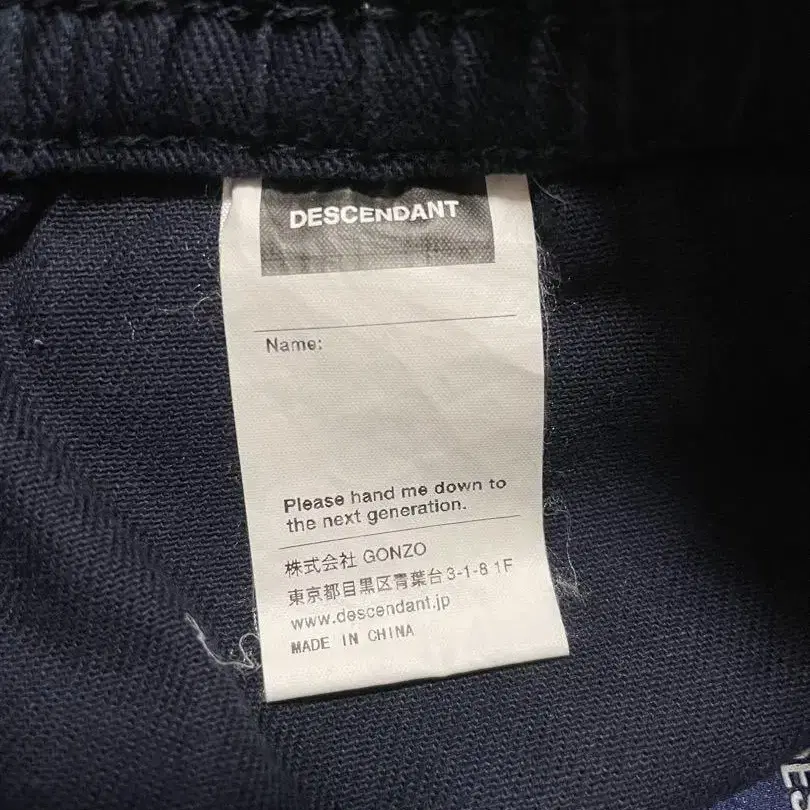 DESCENDANT
Name:
Please hand me down to
the next generation.
株式会社 GONZO
東京都目黒区青葉台 3-1-8 1F
www.descendant.jp
MADE IN CHINA